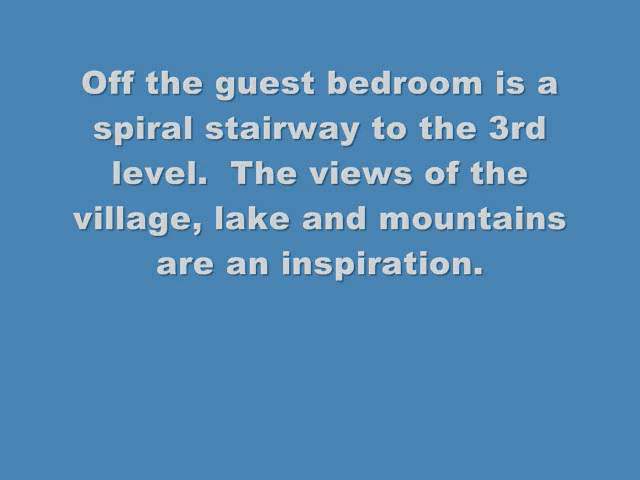 Off the guest bedroom is a
spiral stairway to the 3rd
level.  The views of the
village, lake and mountains
are an inspiration.